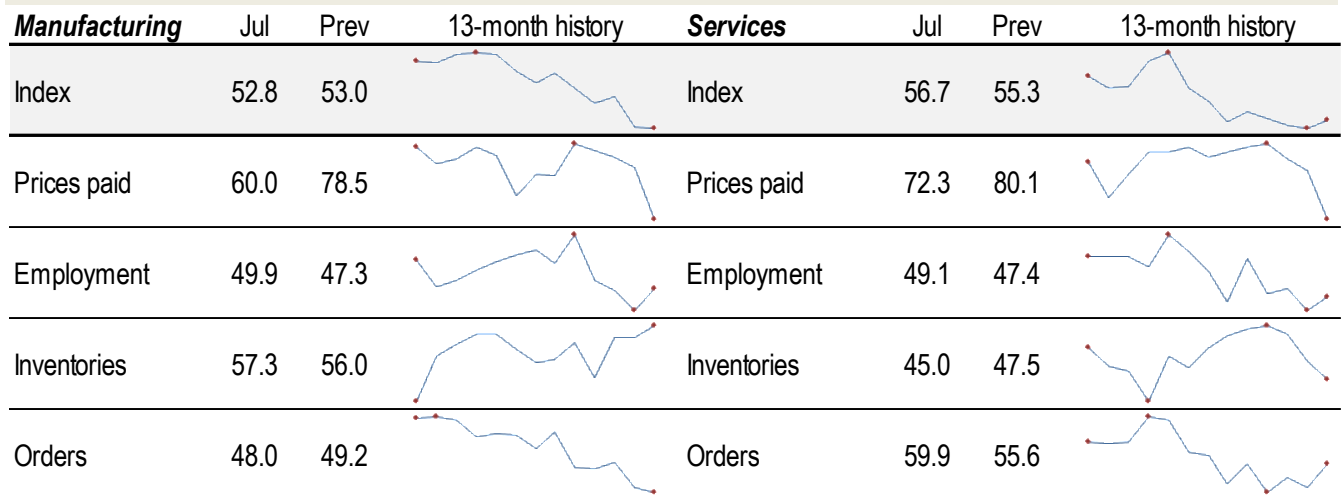 Manufacturing Jul Prev 13-month history Services Jul Prev 13-month history
Index 52.8 53.0 Index 56.7 55.3
Prices paid 60.0 78.5 Prices paid 72.3 80.1
Employment 49.9 47.3 Employment 49.1 47.4
Inventories 57.3 56.0 Inventories 45.0 47.5
Orders 48.0 49.2 Orders 59.9 55.6